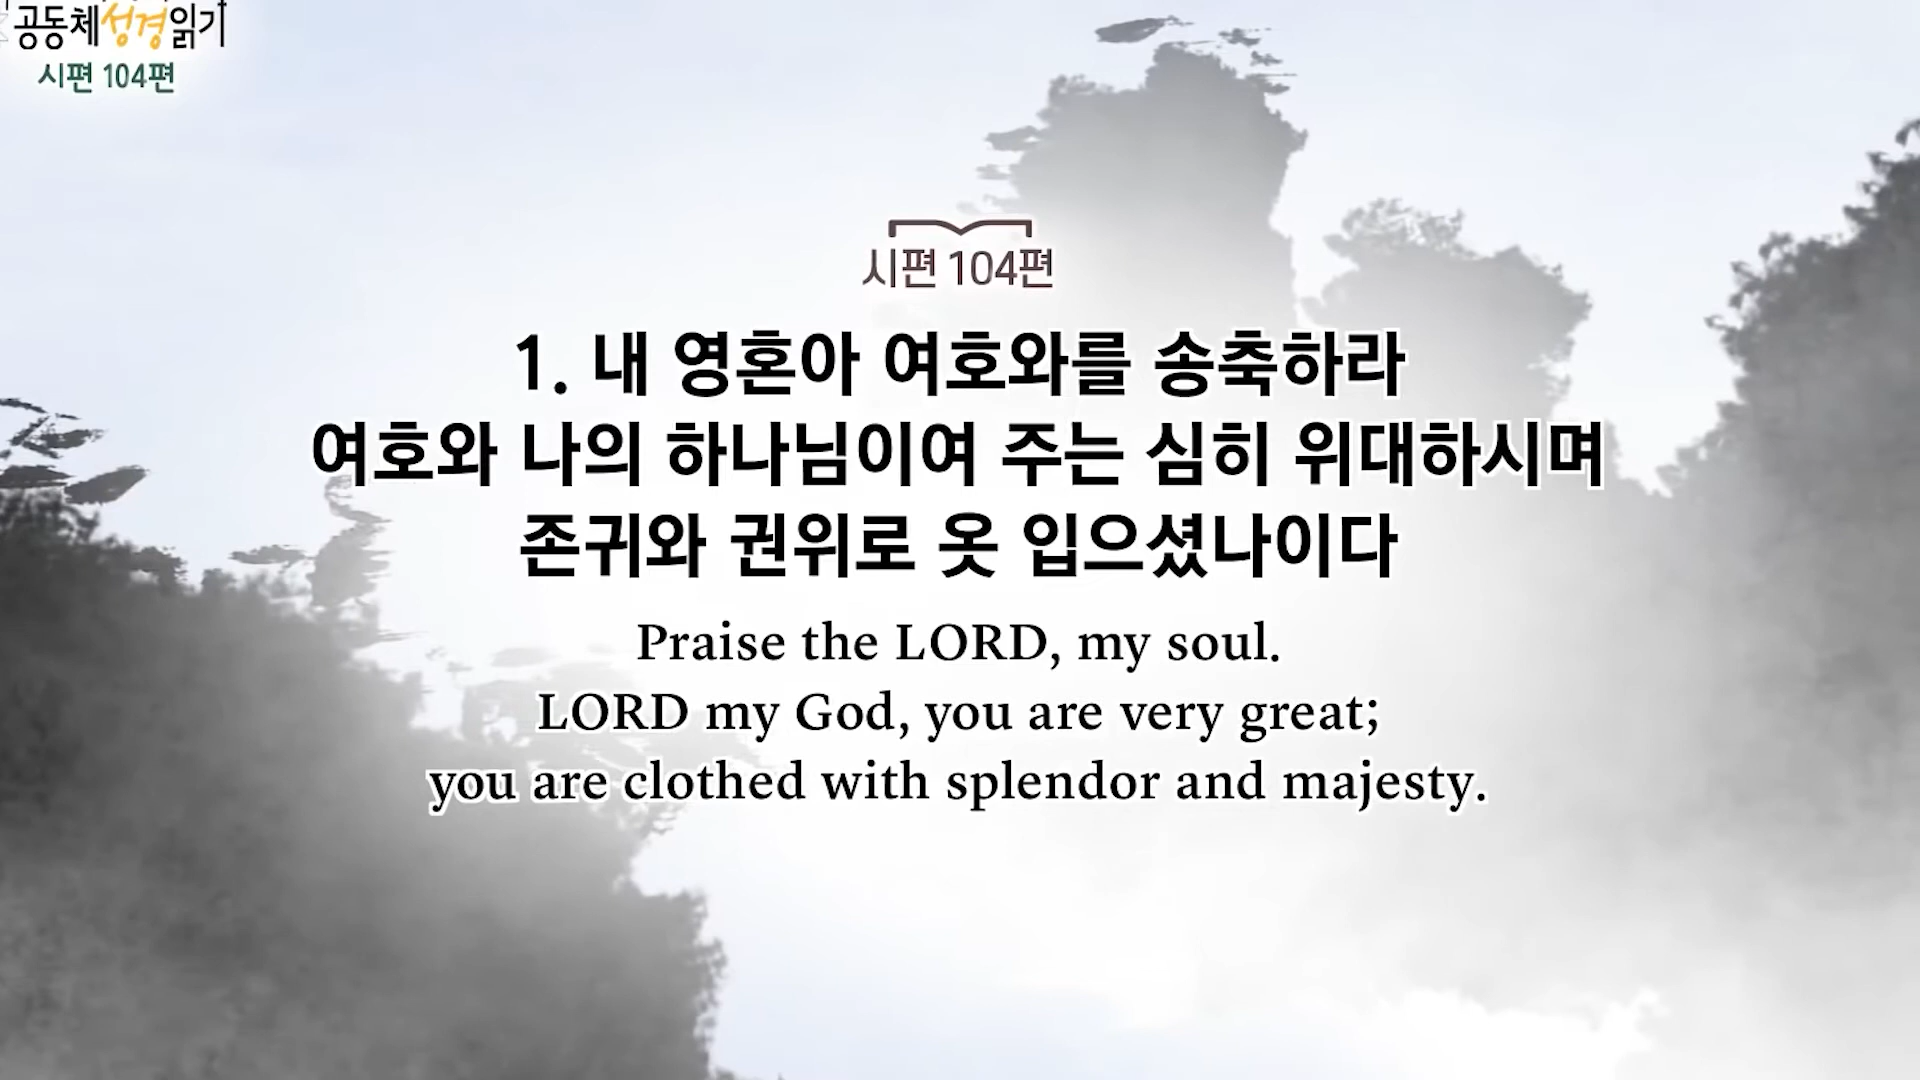 공동체성경읽기
시편 104편
시편 104편
1. 내 영혼아 여호와를 송축하라
여호와 나의 하나님이여 주는 심히 위대하시며
존귀와 권위로 옷 입으셨나이다
Praise the LORD, my soul.
LORD my God, you are very great;
you are clothed with splendor and majesty.